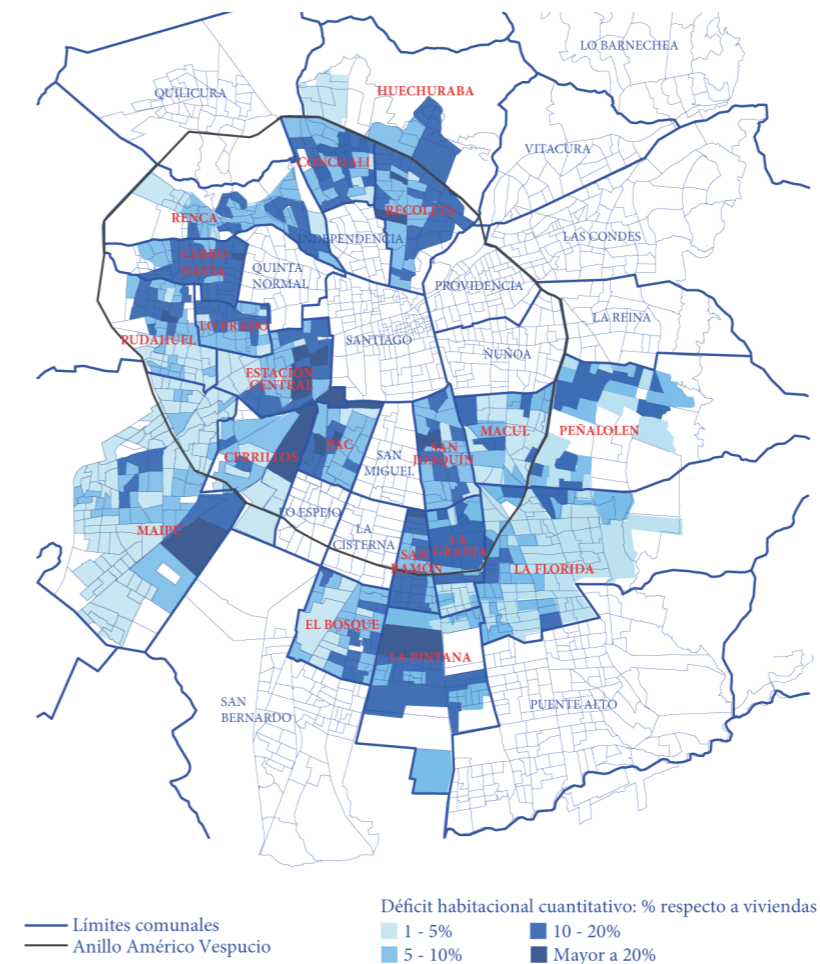 LO BARNECHEA
HUECHURABA
QUILICURA
VITACURA
CONCHALI
RECOLETA
RENCA
LAS CONDES
INDEPENDENCIA
CERRO
NAVIA
QUINTA
NORMAL
PROVIDENCIA
LA REINA
LO PRADO
PUDAHUEL
SANTIAGO
ÑUÑOA
ESTACIÓN
CENTRAL
MACUL
PEÑALOLEN
PAC
SAN
JOAQUÍN
CERRILLOS
SAN
MIGUEL
LO ESPEJO
MAIPÚ
LA
CISTERNA
LA
GRANJA
SAN
RAMÓN
LA FLORIDA
EL BOSQUE
LA PINTANA
SAN
BERNARDO
PUENTE ALTO
Límites comunales
Anillo Américo Vespucio
Déficit habitacional cuantitativo: % respecto a viviendas
1 - 5%
10 - 20%
5 - 10%
Mayor a 20%